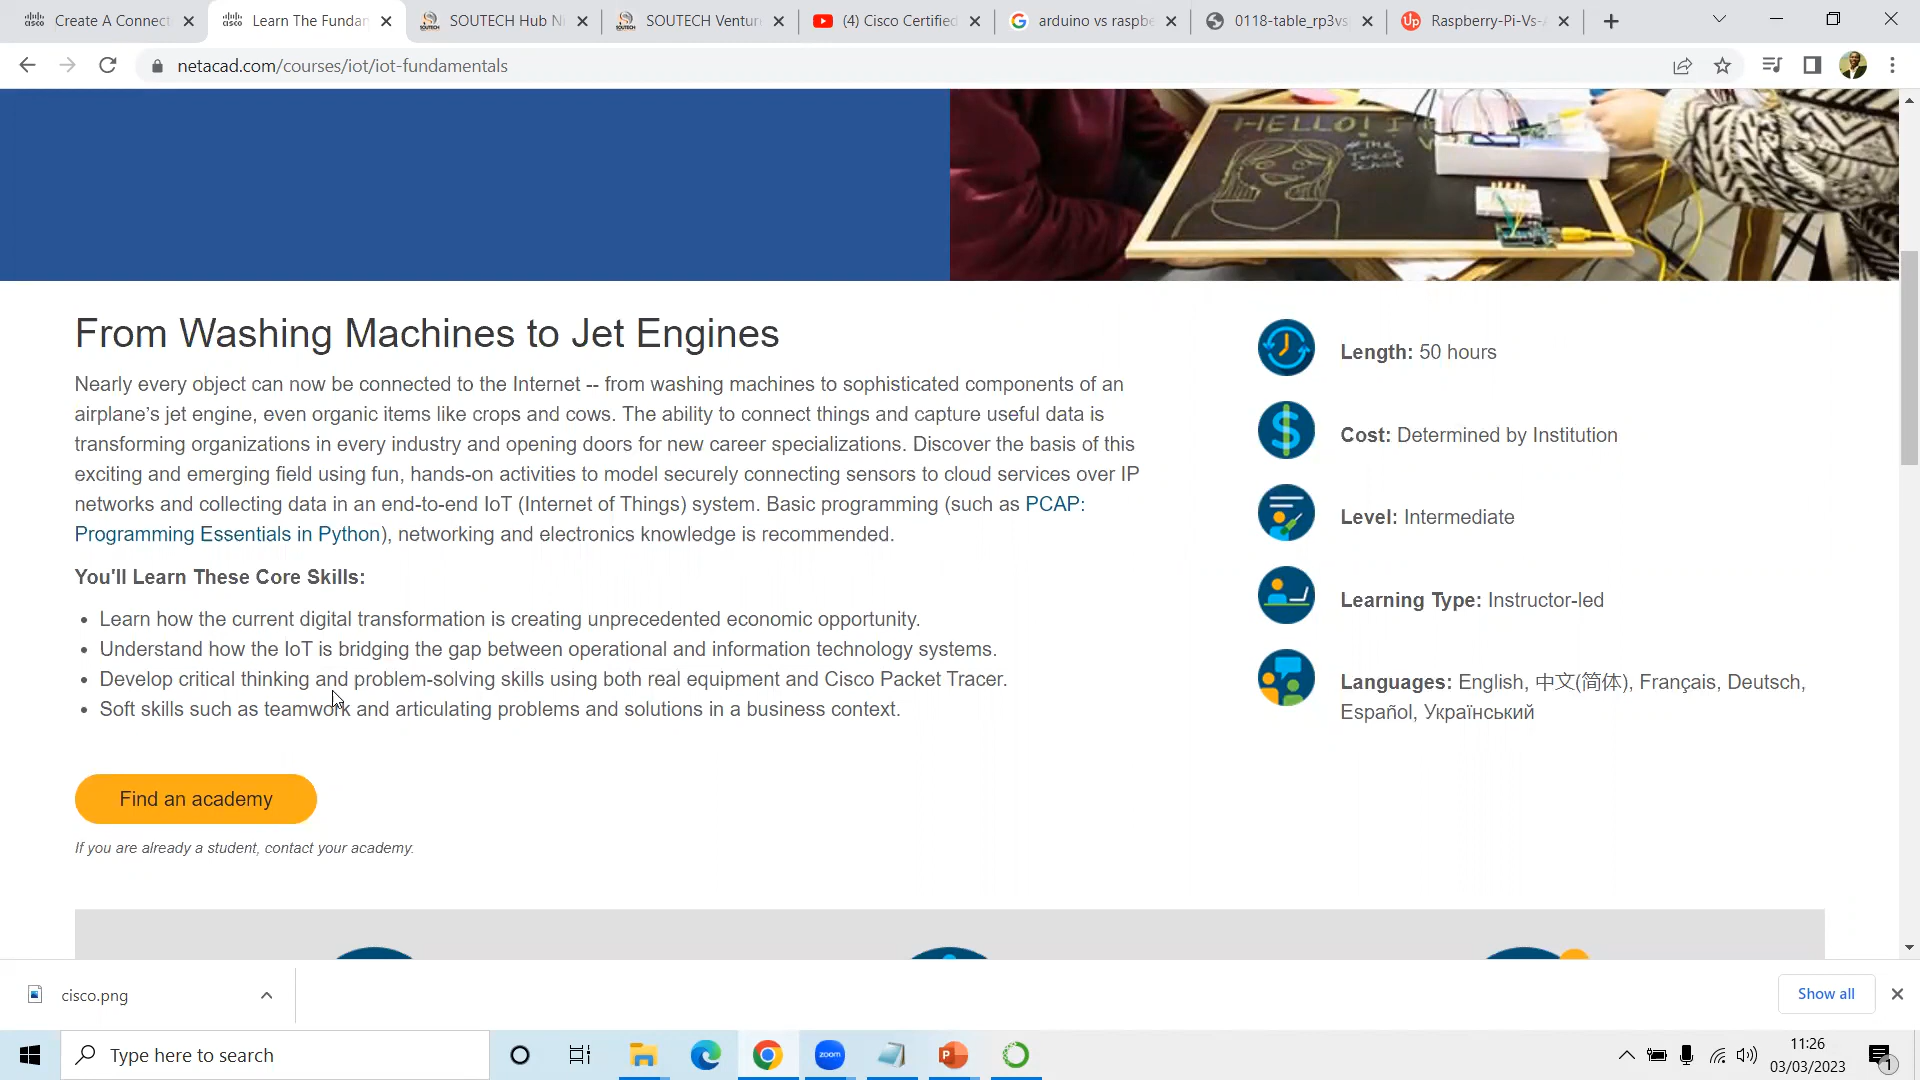 Create A Connect
Learn The Fundar
SOUTECH Hub Ni
SOUTECH Ventur
(4) Cisco Certified
arduino vs raspbe
0118-table_rp3vs
Raspberry-Pi-Vs-A
netacad.com/courses/iot/iot-fundamentals
HELLO! I
#The
School
From Washing Machines to Jet Engines
Nearly every object can now be connected to the Internet -- from washing machines to sophisticated components of an
airplane’s jet engine, even organic items like crops and cows. The ability to connect things and capture useful data is
transforming organizations in every industry and opening doors for new career specializations. Discover the basis of this
exciting and emerging field using fun, hands-on activities to model securely connecting sensors to cloud services over IP
networks and collecting data in an end-to-end IoT (Internet of Things) system. Basic programming (such as PCAP:
Programming Essentials in Python), networking and electronics knowledge is recommended.
You'll Learn These Core Skills:
• Learn how the current digital transformation is creating unprecedented economic opportunity.
• Understand how the IoT is bridging the gap between operational and information technology systems.
• Develop critical thinking and problem-solving skills using both real equipment and Cisco Packet Tracer.
• Soft skills such as teamwork and articulating problems and solutions in a business context.
Find an academy
If you are already a student, contact your academy.
Length: 50 hours
Cost: Determined by Institution
Level: Intermediate
Learning Type: Instructor-led
Languages: English, 中文(简体), Français, Deutsch,
Español, Український
cisco.png
Show all
Type here to search
zoom
11:26
03/03/2023
1